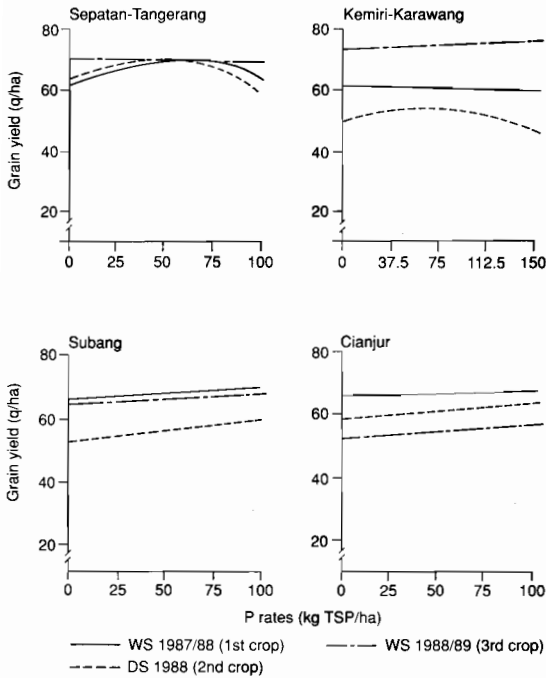 Sepatan-Tangerang
Kemiri-Karawang
Grain yield (q/ha)
80
60
40
20
0 25 50 75 100
80
60
40
20
0 37.5 75 112.5 150
Subang
Cianjur
Grain yield (q/ha)
80
60
40
20
0 25 50 75 100
80
60
40
20
0 25 50 75 100
P rates (kg TSP/ha)
WS 1987/88 (1st crop)
WS 1988/89 (3rd crop)
DS 1988 (2nd crop)